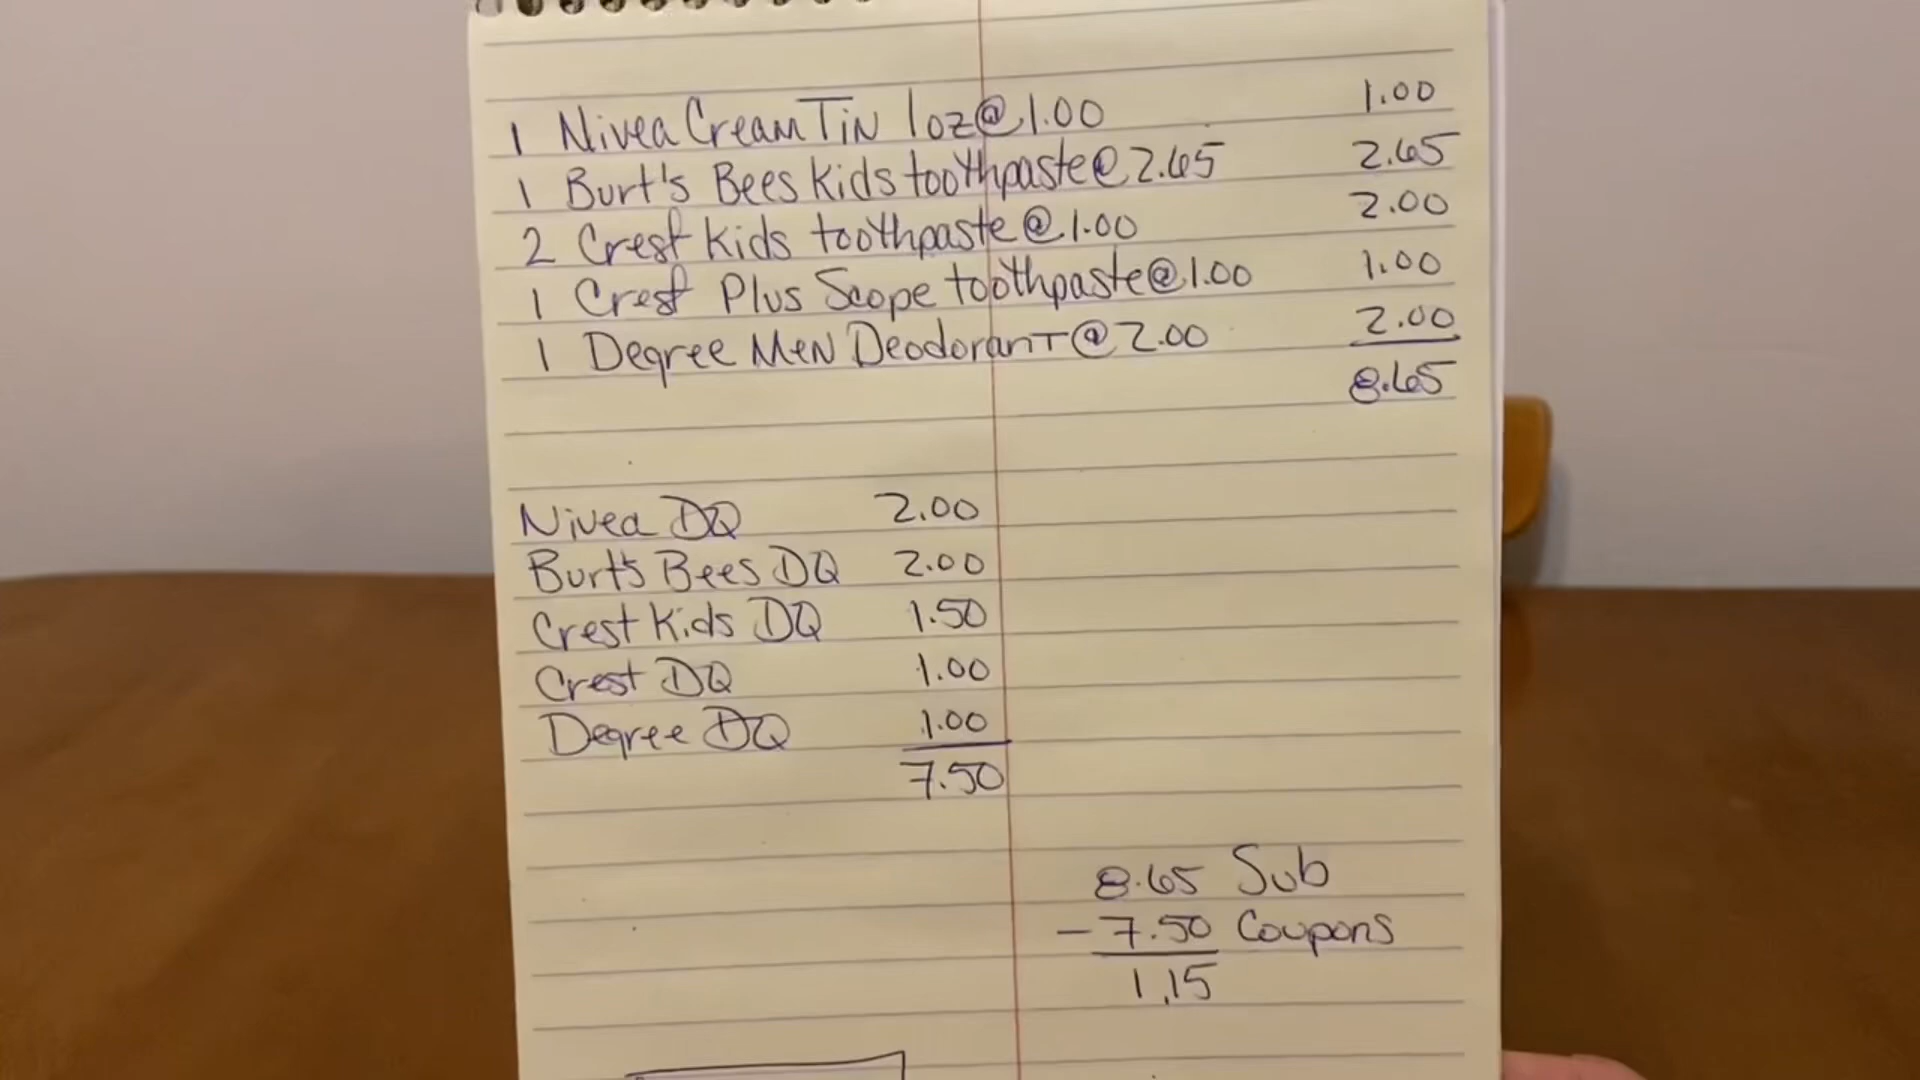 1 Nivea Cream Tin 1oz@1.00 1.00
1 Burt's Bees Kids toothpaste@2.65 2.65
2 Crest Kids toothpaste@1.00 2.00
1 Crest Plus Scope toothpaste@1.00 1.00
1 Degree Men Deodorant@2.00 2.00
8.65
Nivea DQ 2.00
Burt's Bees DQ 2.00
Crest Kids DQ 1.50
Crest DQ 1.00
Degree DQ 1.00
7.50
8.65 Sub
- 7.50 Coupons
1.15